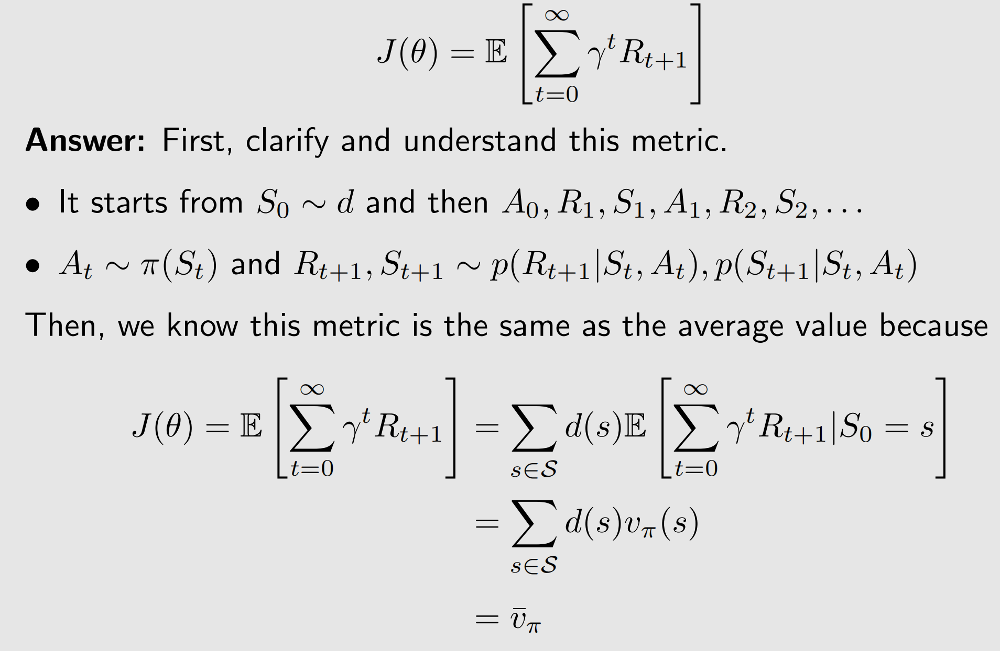 $J(\theta) = \mathbb{E}\left[\sum_{t=0}^{\infty} \gamma^t R_{t+1}\right]$
Answer: First, clarify and understand this metric.
• It starts from $S_0 \sim d$ and then $A_0, R_1, S_1, A_1, R_2, S_2, \ldots$
• $A_t \sim \pi(S_t)$ and $R_{t+1}, S_{t+1} \sim p(R_{t+1}|S_t, A_t), p(S_{t+1}|S_t, A_t)$
Then, we know this metric is the same as the average value because
$J(\theta) = \mathbb{E}\left[\sum_{t=0}^{\infty} \gamma^t R_{t+1}\right] = \sum_{s \in \mathcal{S}} d(s) \mathbb{E}\left[\sum_{t=0}^{\infty} \gamma^t R_{t+1} | S_0 = s\right]$
$= \sum_{s \in \mathcal{S}} d(s) v_\pi(s)$
$= \bar{v}_\pi$